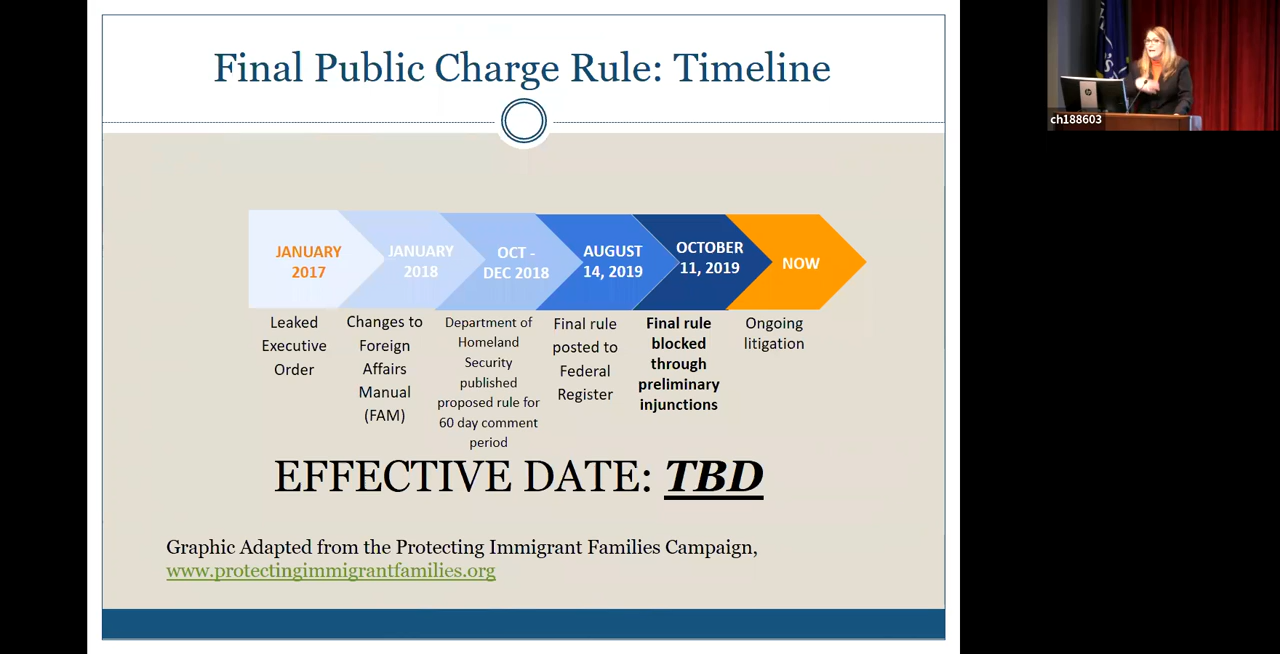 Final Public Charge Rule: Timeline
JANUARY
2017
JANUARY
2018
OCT -
DEC 2018
AUGUST
14, 2019
OCTOBER
11, 2019
NOW
Leaked
Executive
Order
Changes to
Foreign
Affairs
Manual
(FAM)
Department of
Homeland
Security
published
proposed rule for
60 day comment
period
Final rule
posted to
Federal
Register
Final rule
blocked
through
preliminary
injunctions
Ongoing
litigation
EFFECTIVE DATE: TBD
Graphic Adapted from the Protecting Immigrant Families Campaign,
www.protectingimmigrantfamilies.org
ch188603